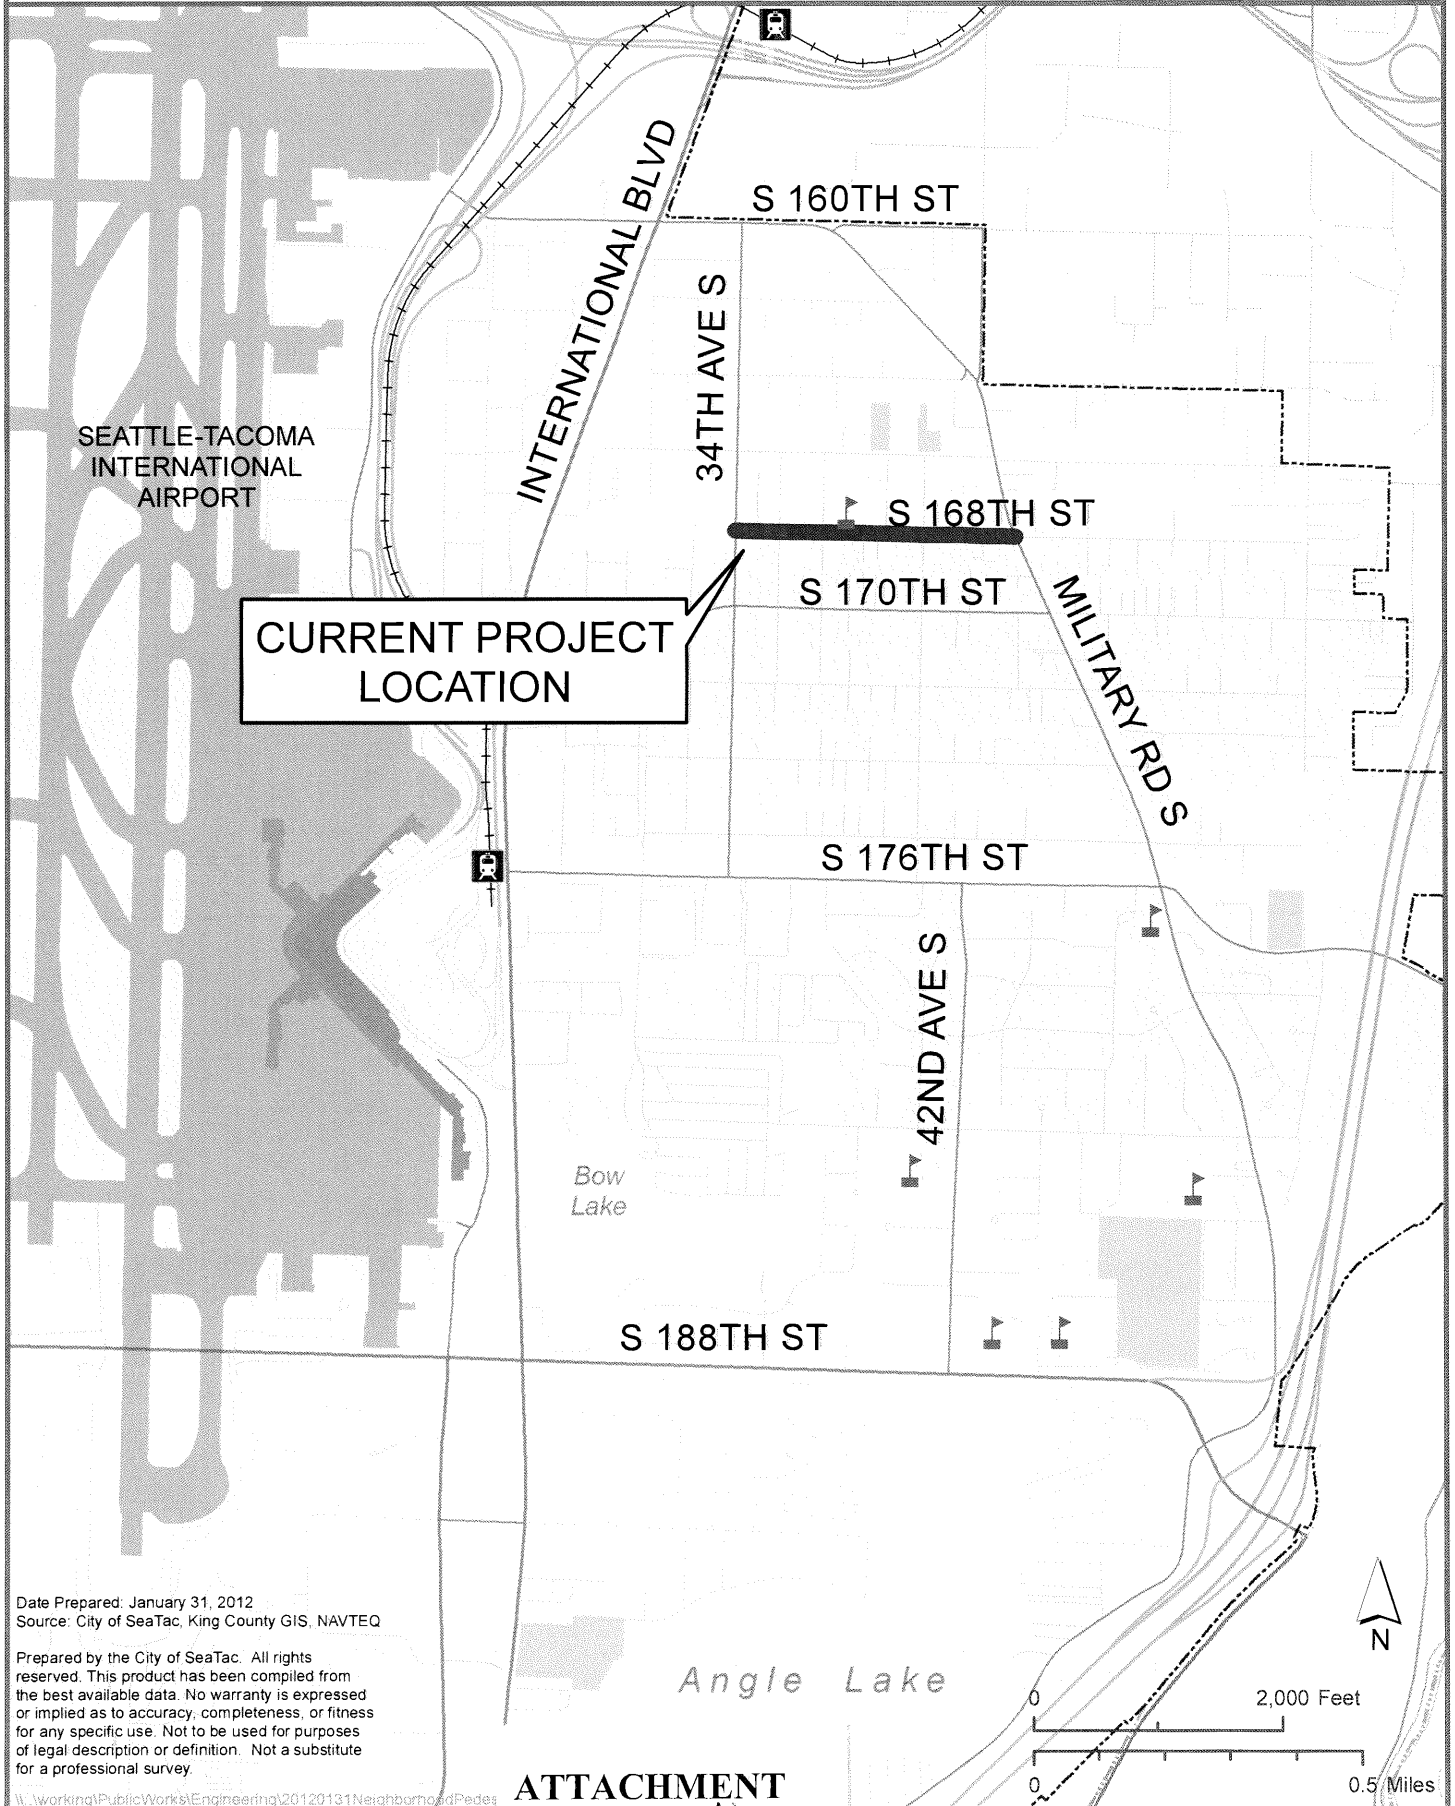 S 160TH ST
INTERNATIONAL BLVD
34TH AVE S
SEATTLE-TACOMA
INTERNATIONAL
AIRPORT
S 168TH ST
S 170TH ST
CURRENT PROJECT
LOCATION
MILITARY RD S
S 176TH ST
42ND AVE S
Bow
Lake
S 188TH ST
Date Prepared: January 31, 2012
Source: City of SeaTac, King County GIS, NAVTEQ
Prepared by the City of SeaTac. All rights
reserved. This product has been compiled from
the best available data. No warranty is expressed
or implied as to accuracy, completeness, or fitness
for any specific use. Not to be used for purposes
of legal description or definition. Not a substitute
for a professional survey.
N
Angle Lake
0 2,000 Feet
0 0.5 Miles
ATTACHMENT
\\...working\PublicWorks\Engineering\20120131NeighborhoodPedes